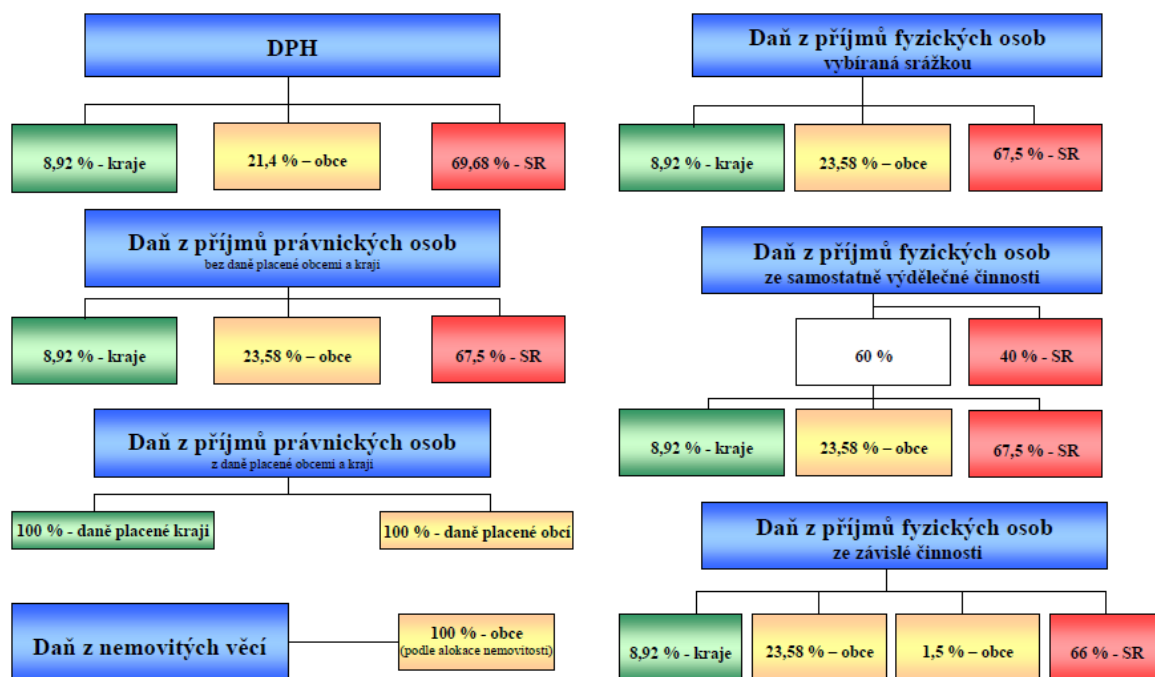 DPH
8,92 % - kraje
21,4 % – obce
69,68 % - SR
Daň z příjmů právnických osob
bez daně placené obcemi a kraji
8,92 % - kraje
23,58 % – obce
67,5 % - SR
Daň z příjmů právnických osob
z daně placené obcemi a kraji
100 % - daně placené kraji
100 % - daně placené obcí
Daň z nemovitých věcí
100 % - obce
(podle alokace nemovitosti)
Daň z příjmů fyzických osob
vybíraná srážkou
8,92 % - kraje
23,58 % – obce
67,5 % - SR
Daň z příjmů fyzických osob
ze samostatně výdělečné činnosti
60 %
40 % - SR
8,92 % - kraje
23,58 % – obce
67,5 % - SR
Daň z příjmů fyzických osob
ze závislé činnosti
8,92 % - kraje
23,58 % – obce
1,5 % – obce
66 % - SR